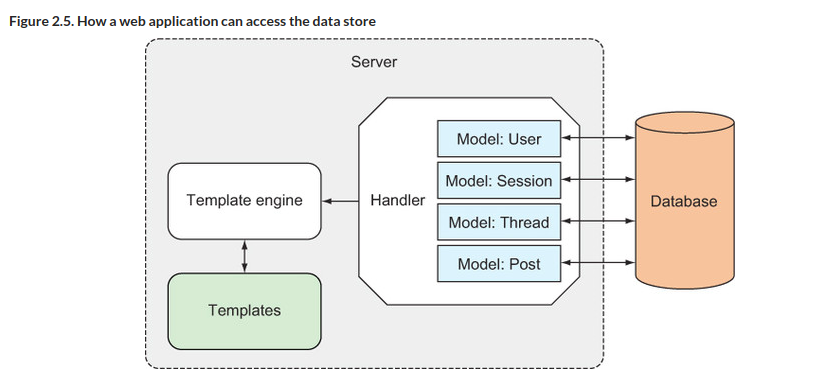 Figure 2.5. How a web application can access the data store
Server
Model: User
Model: Session
Template engine
Handler
Database
Model: Thread
Model: Post
Templates